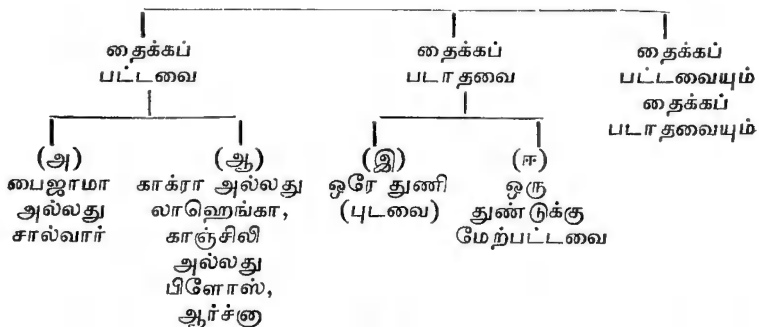 தைக்கப்
பட்டவை
தைக்கப்
படாதவை
தைக்கப்
பட்டவையும்
தைக்கப்
படாதவையும்
(அ)
பைஜாமா
அல்லது
சால்வார்
(ஆ)
காக்ரா அல்லது
லாஹெங்கா,
காஞ்சிலி
அல்லது
பிளோஸ்,
ஆர்ச்னு
(இ)
ஒரே துணி
(புடவை)
(ஈ)
ஒரு
துண்டுக்கு
மேற்பட்டவை